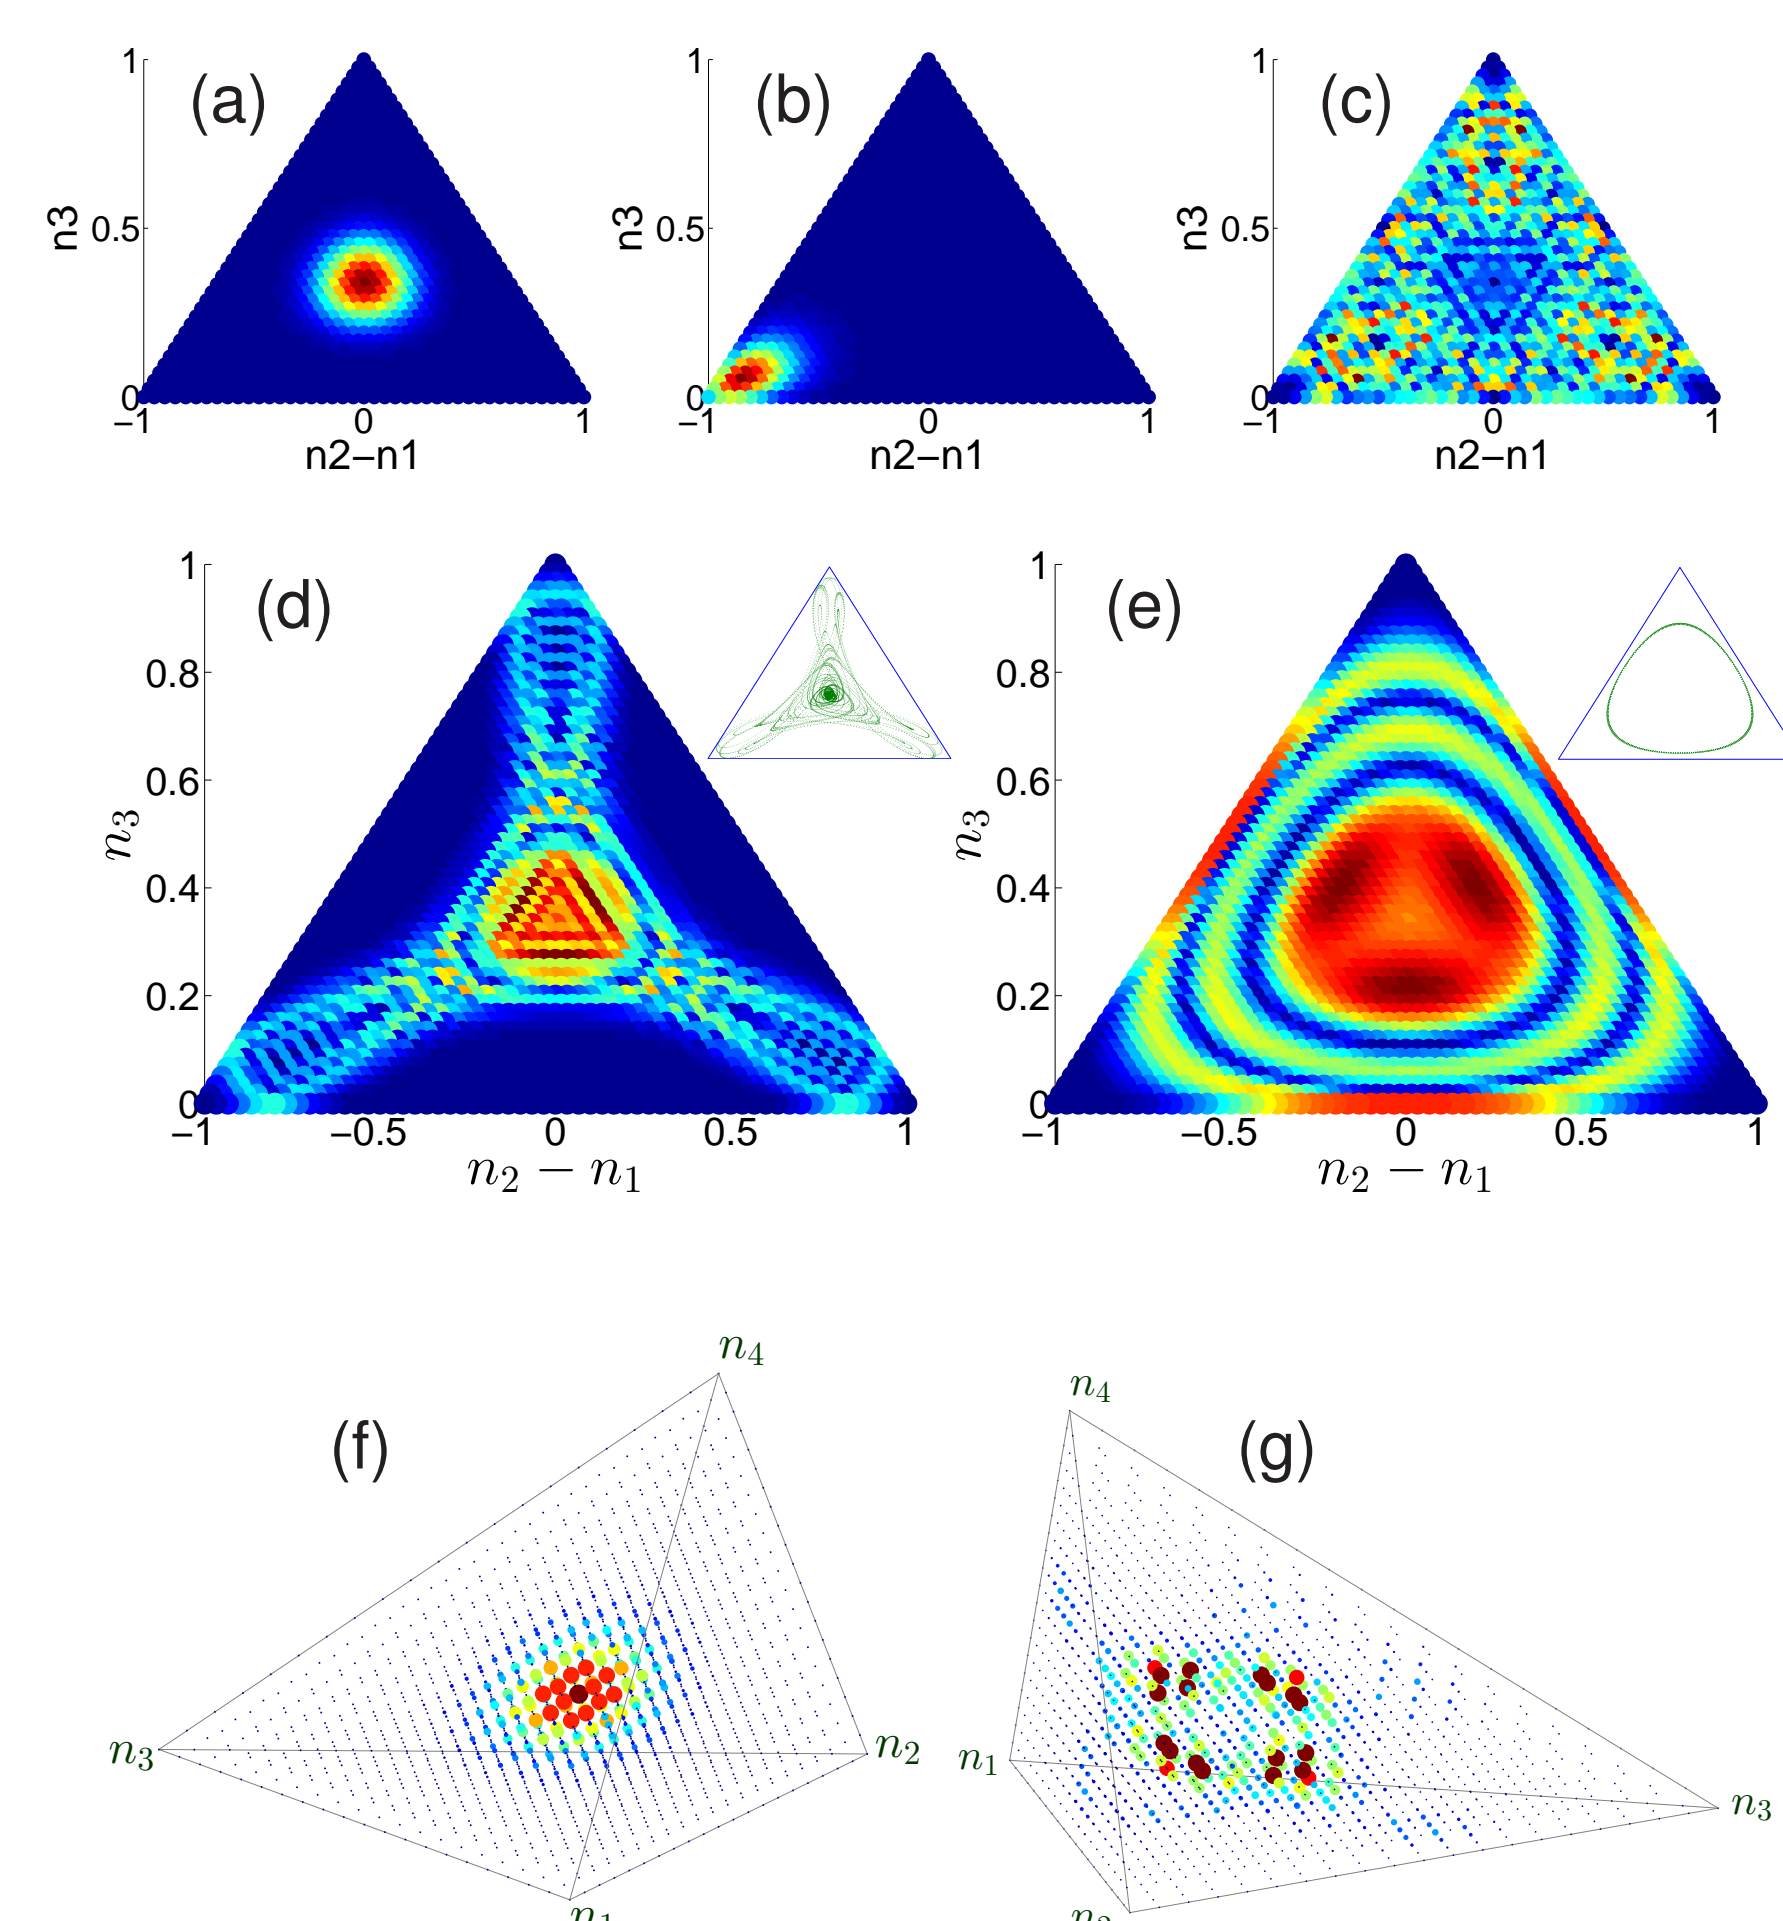 (a) (b) (c)
1 1 1
n3 0.5 n3 0.5 n3 0.5
0 0 0
−1 0 1 −1 0 1 −1 0 1
n2−n1 n2−n1 n2−n1
(d) (e)
1 1
0.8 0.8
0.6 0.6
n3 n3
0.4 0.4
0.2 0.2
0 0
−1 −0.5 0 0.5 1 −1 −0.5 0 0.5 1
n2 − n1 n2 − n1
n4
n4
(f) (g)
n3 n2 n1
n3
n1 n2